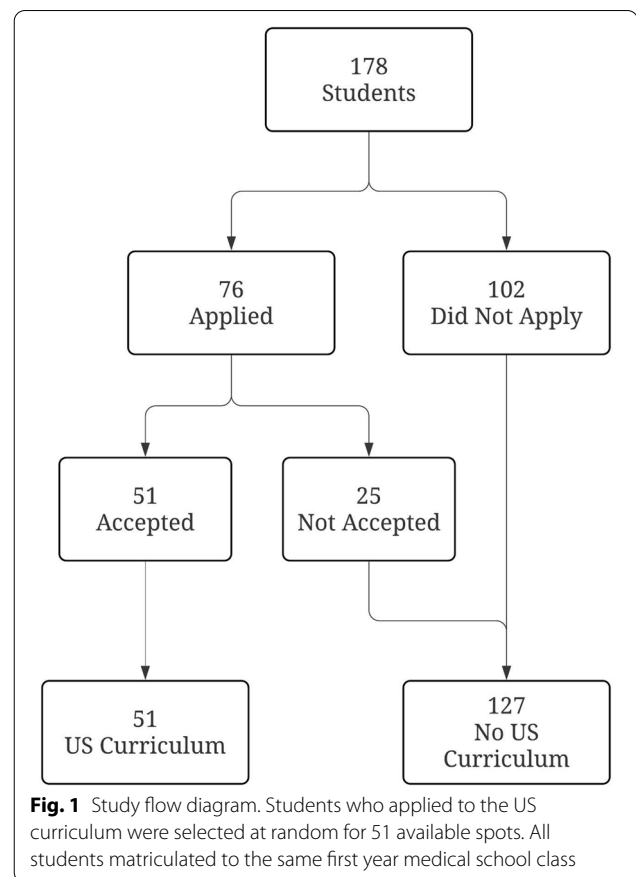 178
Students
76
Applied
102
Did Not Apply
51
Accepted
25
Not Accepted
51
US Curriculum
127
No US
Curriculum
Fig. 1 Study flow diagram. Students who applied to the US
curriculum were selected at random for 51 available spots. All
students matriculated to the same first year medical school class